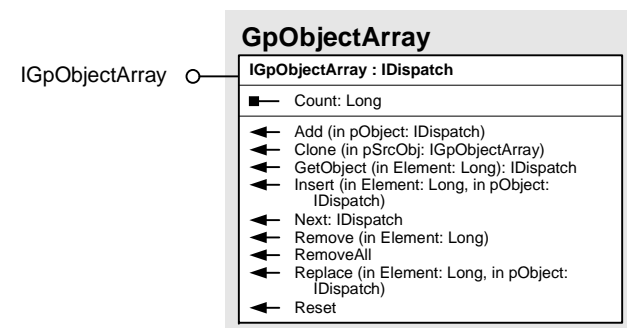 GpObjectArray
IGpObjectArray
IGpObjectArray : IDispatch
Count: Long
Add (in pObject: IDispatch)
Clone (in pSrcObj: IGpObjectArray)
GetObject (in Element: Long): IDispatch
Insert (in Element: Long, in pObject:
IDispatch)
Next: IDispatch
Remove (in Element: Long)
RemoveAll
Replace (in Element: Long, in pObject:
IDispatch)
Reset